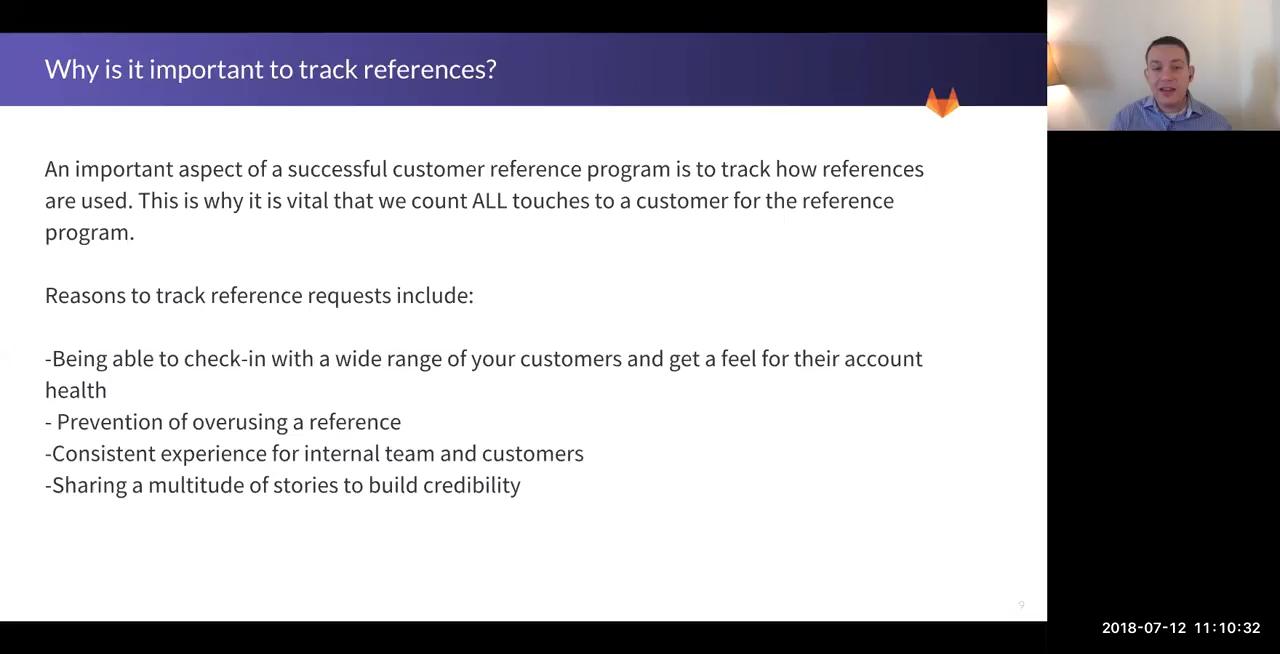 Why is it important to track references?
An important aspect of a successful customer reference program is to track how references
are used. This is why it is vital that we count ALL touches to a customer for the reference
program.
Reasons to track reference requests include:
-Being able to check-in with a wide range of your customers and get a feel for their account
health
- Prevention of overusing a reference
-Consistent experience for internal team and customers
-Sharing a multitude of stories to build credibility
9
2018-07-12 11:10:32